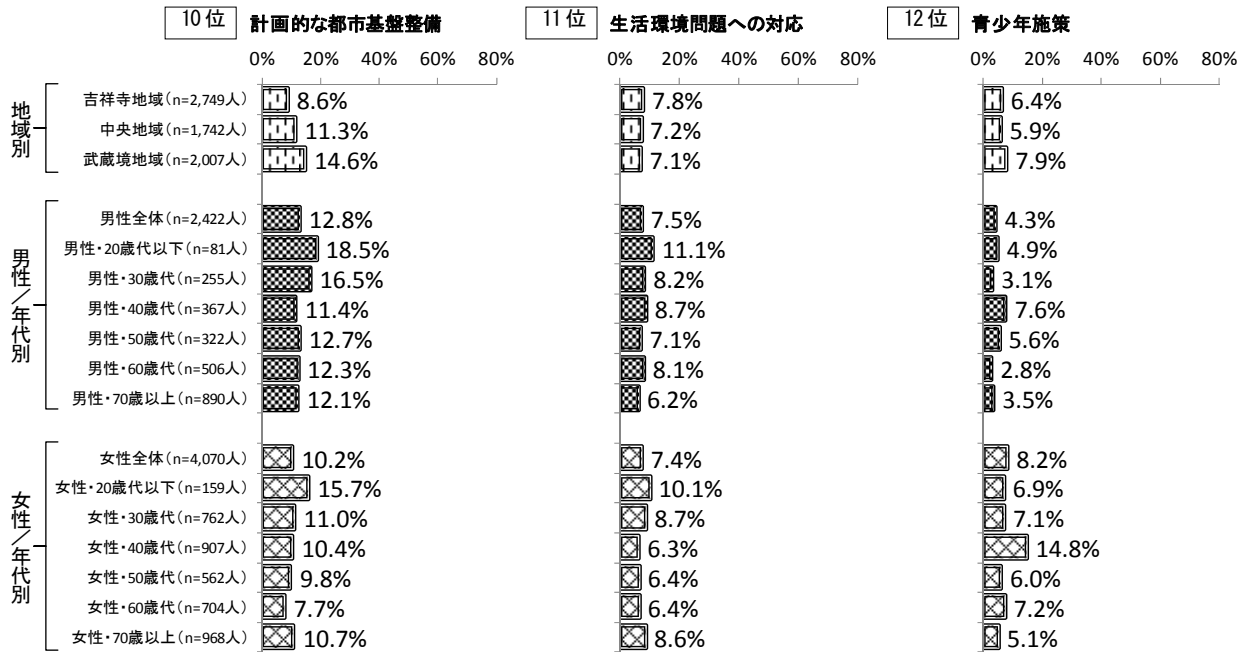 10位 計画的な都市基盤整備 11位 生活環境問題への対応 12位 青少年施策
0% 20% 40% 60% 80% 0% 20% 40% 60% 80% 0% 20% 40% 60% 80%
地域別
吉祥寺地域(n=2,749人) 8.6% 7.8% 6.4%
中央地域(n=1,742人) 11.3% 7.2% 5.9%
武蔵境地域(n=2,007人) 14.6% 7.1% 7.9%
男性/年代別
男性全体(n=2,422人) 12.8% 7.5% 4.3%
男性・20歳代以下(n=81人) 18.5% 11.1% 4.9%
男性・30歳代(n=255人) 16.5% 8.2% 3.1%
男性・40歳代(n=367人) 11.4% 8.7% 7.6%
男性・50歳代(n=322人) 12.7% 7.1% 5.6%
男性・60歳代(n=506人) 12.3% 8.1% 2.8%
男性・70歳以上(n=890人) 12.1% 6.2% 3.5%
女性/年代別
女性全体(n=4,070人) 10.2% 7.4% 8.2%
女性・20歳代以下(n=159人) 15.7% 10.1% 6.9%
女性・30歳代(n=762人) 11.0% 8.7% 7.1%
女性・40歳代(n=907人) 10.4% 6.3% 14.8%
女性・50歳代(n=562人) 9.8% 6.4% 6.0%
女性・60歳代(n=704人) 7.7% 6.4% 7.2%
女性・70歳以上(n=968人) 10.7% 8.6% 5.1%